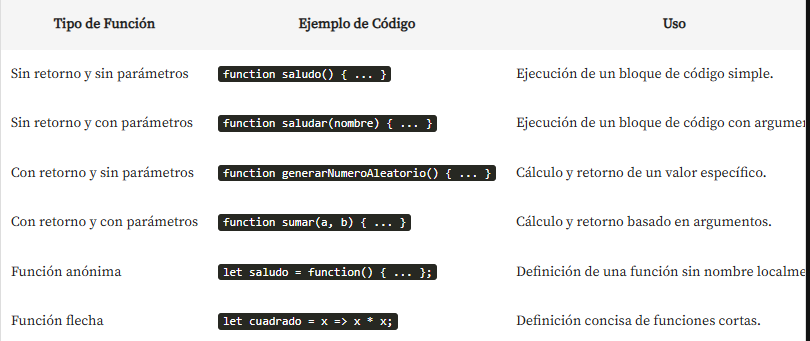 Tipo de Función Ejemplo de Código Uso
Sin retorno y sin parámetros function saludo() { ... } Ejecución de un bloque de código simple.
Sin retorno y con parámetros function saludar(nombre) { ... } Ejecución de un bloque de código con
Con retorno y sin parámetros function generarNumeroAleatorio() { ... } Cálculo y retorno de un valor específico.
Con retorno y con parámetros function sumar(a, b) { ... } Cálculo y retorno basado en argumentos.
Función anónima let saludo = function() { ... }; Definición de una función sin nombre
Función flecha let cuadrado = x => x * x; Definición concisa de funciones cortas.